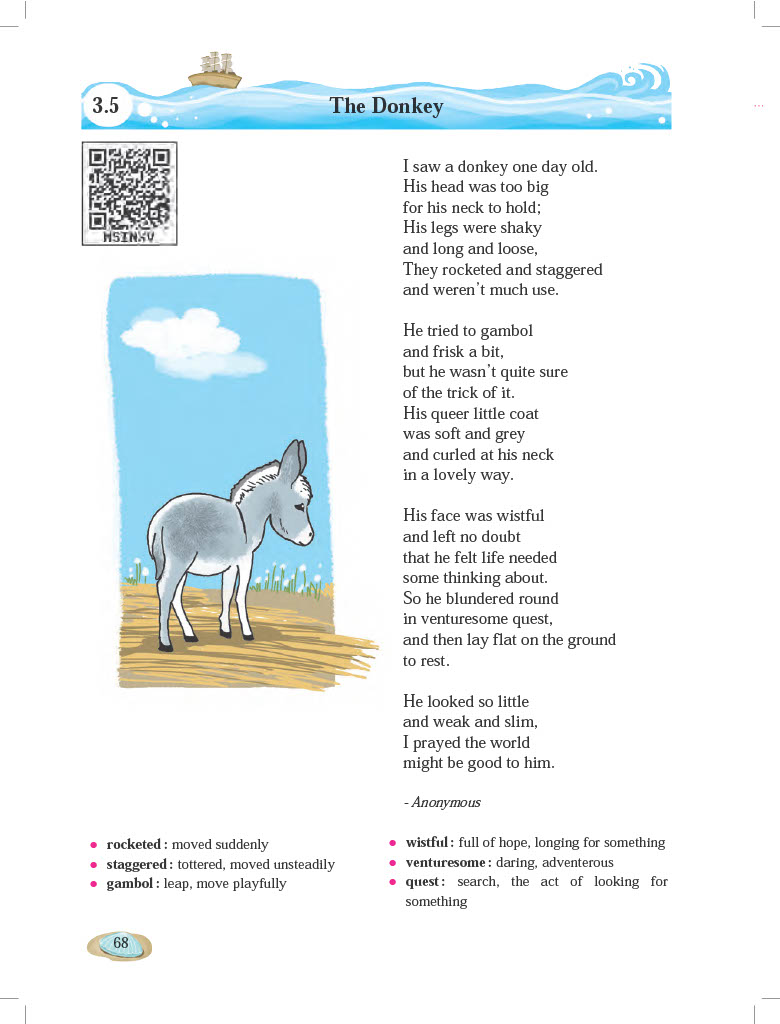 3.5
The Donkey
MSINXV
I saw a donkey one day old.
His head was too big
for his neck to hold;
His legs were shaky
and long and loose,
They rocketed and staggered
and weren't much use.
He tried to gambol
and frisk a bit,
but he wasn't quite sure
of the trick of it.
His queer little coat
was soft and grey
and curled at his neck
in a lovely way.
His face was wistful
and left no doubt
that he felt life needed
some thinking about.
So he blundered round
in venturesome quest,
and then lay flat on the ground
to rest.
He looked so little
and weak and slim,
I prayed the world
might be good to him.
- Anonymous
• rocketed : moved suddenly
• staggered : tottered, moved unsteadily
• gambol : leap, move playfully
• wistful : full of hope, longing for something
• venturesome : daring, adventerous
• quest : search, the act of looking for
something
68